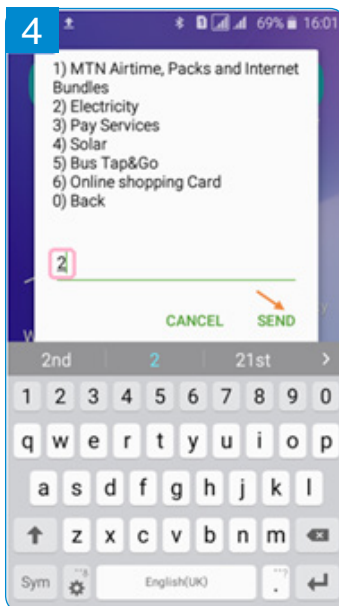 4
69% 16:01
1) MTN Airtime, Packs and Internet
Bundles
2) Electricity
3) Pay Services
4) Solar
5) Bus Tap&Go
6) Online shopping Card
0) Back
2
CANCEL SEND
2nd 2 21st >
1 2 3 4 5 6 7 8 9 0
q w e r t y u i o p
a s d f g h j k l
z x c v b n m
Sym English(UK) .